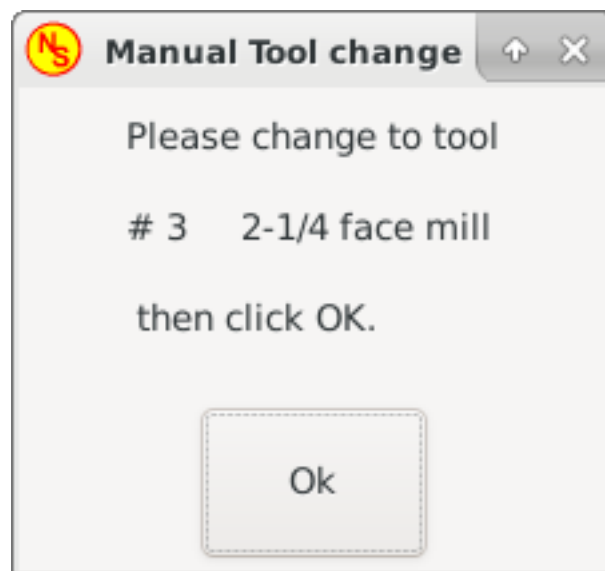 NS Manual Tool change
Please change to tool
# 3 2-1/4 face mill
then click OK.
Ok